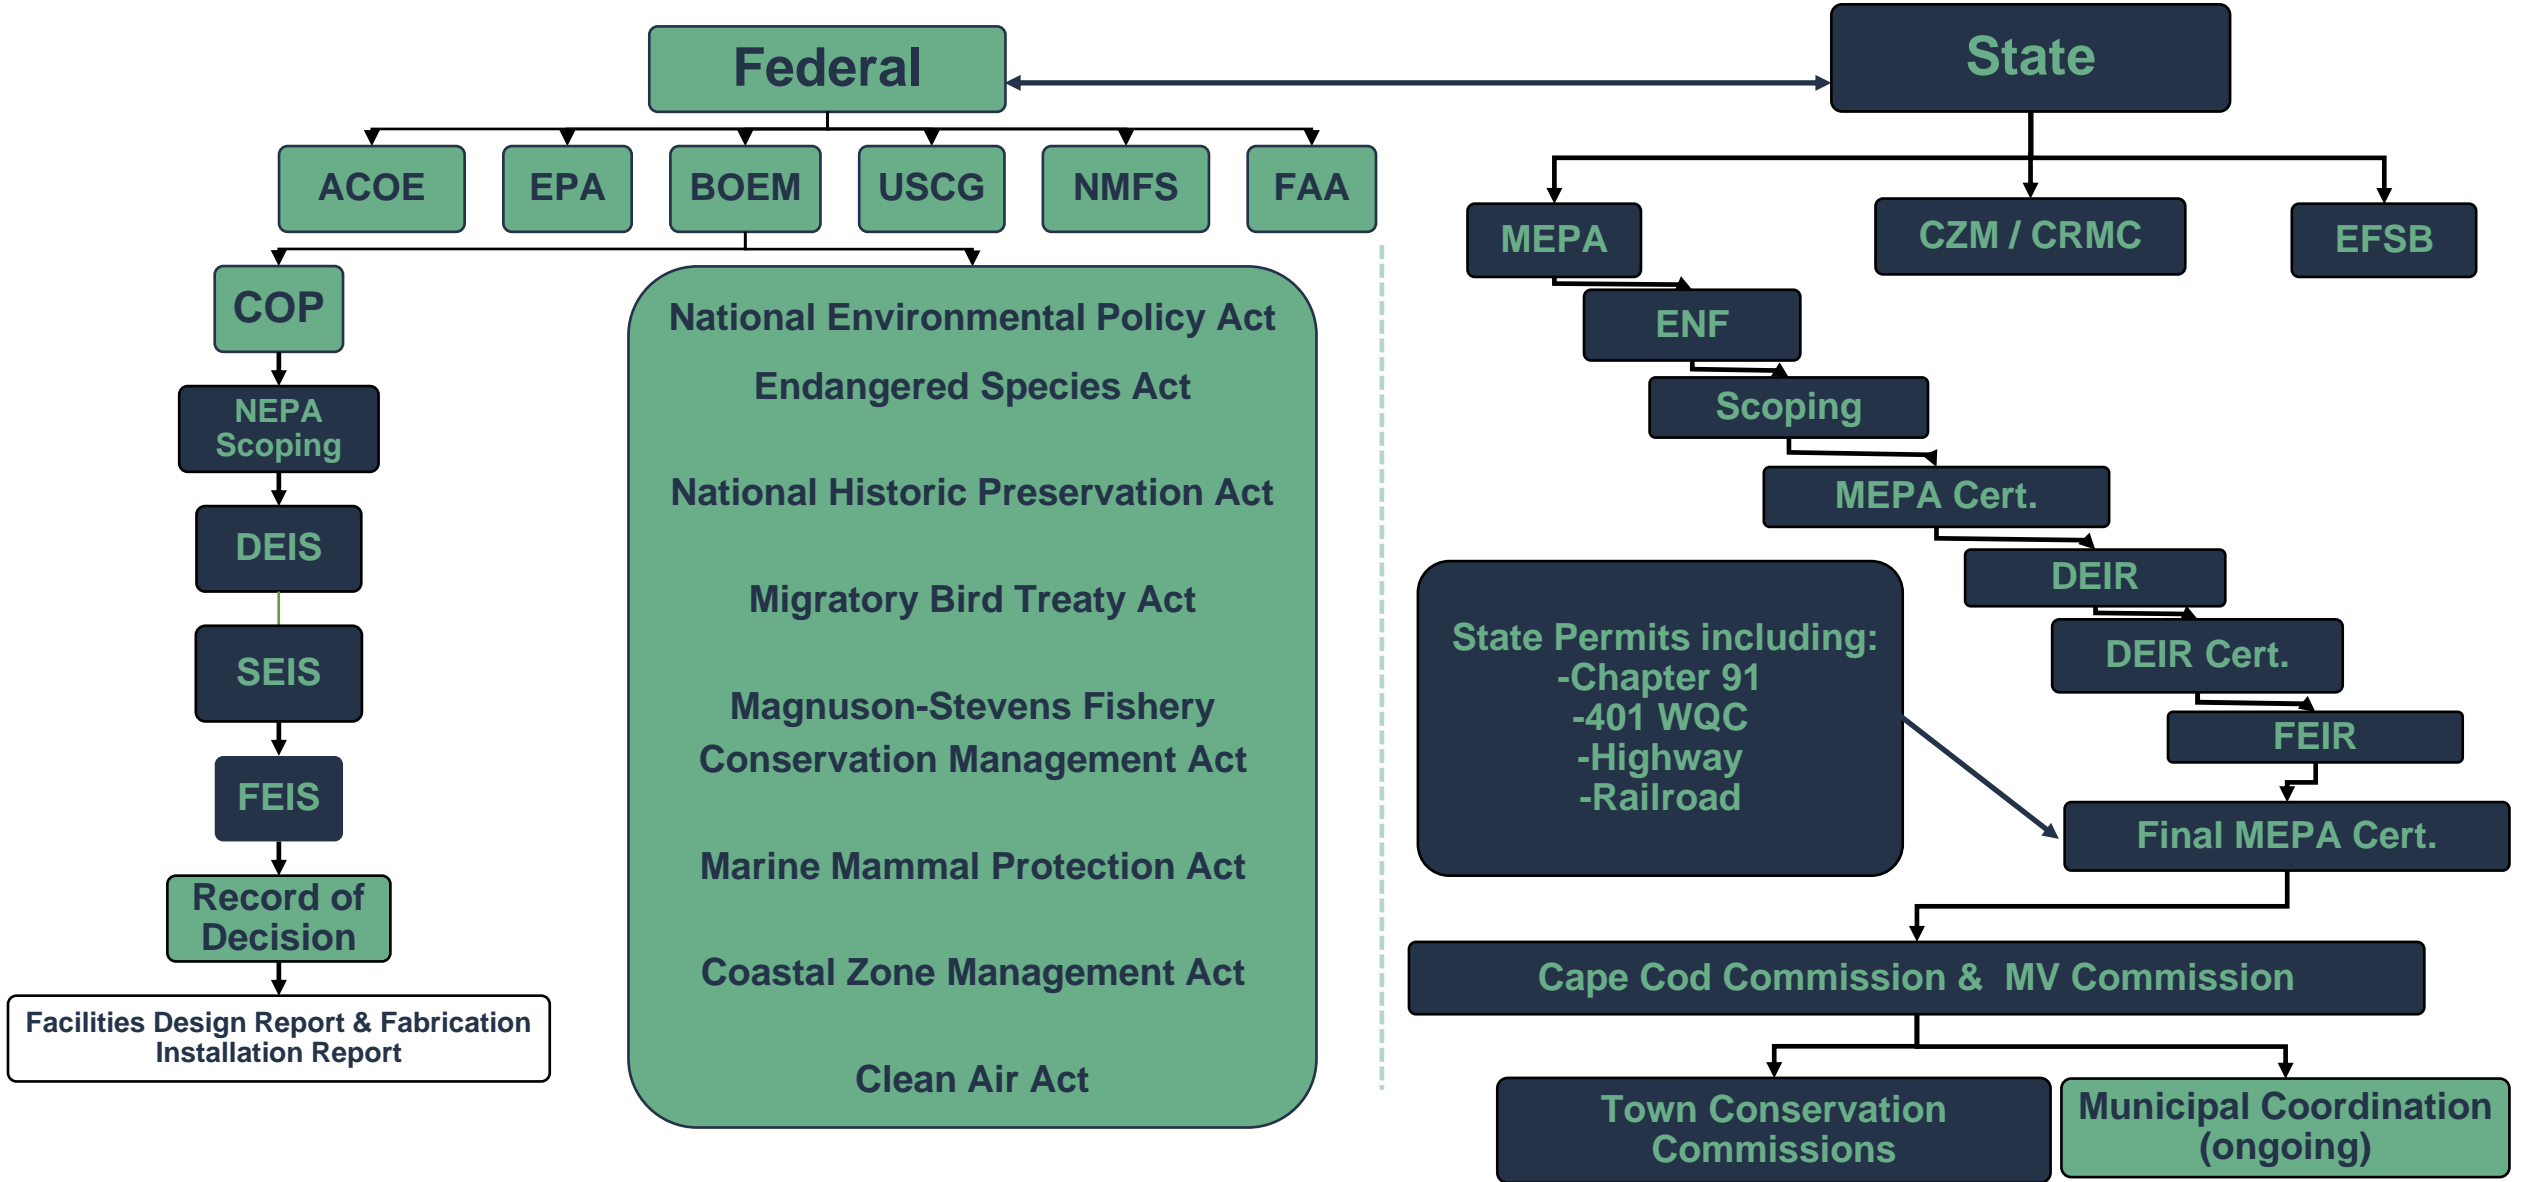 Federal
State
ACOE
EPA
BOEM
USCG
NMFS
FAA
COP
NEPA
Scoping
DEIS
SEIS
FEIS
Record of
Decision
Facilities Design Report & Fabrication
Installation Report
National Environmental Policy Act
Endangered Species Act
National Historic Preservation Act
Migratory Bird Treaty Act
Magnuson-Stevens Fishery
Conservation Management Act
Marine Mammal Protection Act
Coastal Zone Management Act
Clean Air Act
MEPA
CZM / CRMC
EFSB
ENF
Scoping
MEPA Cert.
DEIR
DEIR Cert.
FEIR
State Permits including:
-Chapter 91
-401 WQC
-Highway
-Railroad
Final MEPA Cert.
Cape Cod Commission & MV Commission
Town Conservation
Commissions
Municipal Coordination
(ongoing)